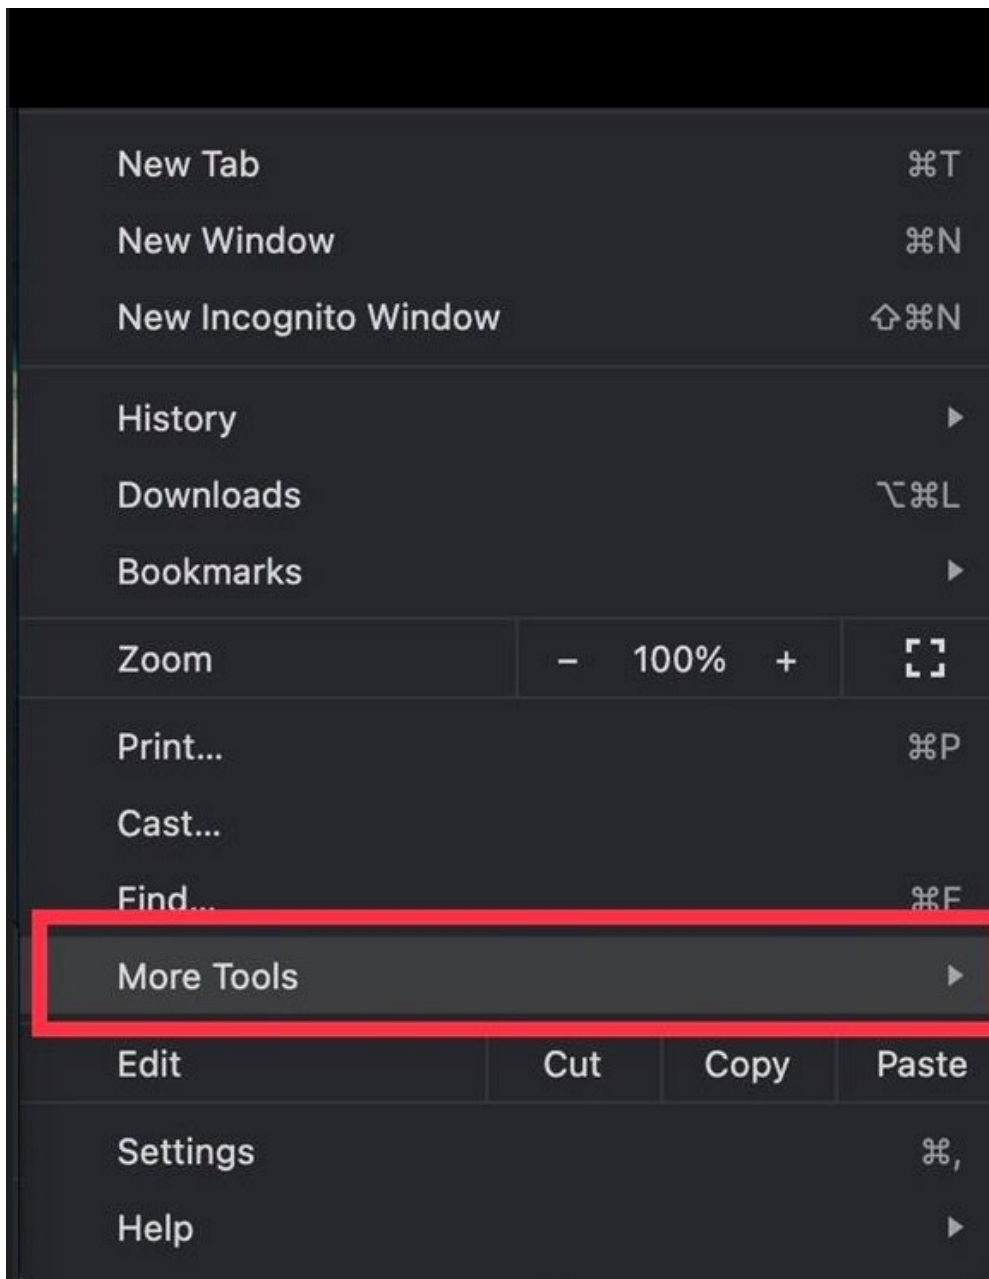 New Tab ⌘T
New Window ⌘N
New Incognito Window ⇧⌘N
History
Downloads ⌥⌘L
Bookmarks
Zoom − 100% +
Print... ⌘P
Cast...
Find... ⌘F
More Tools
Edit Cut Copy Paste
Settings ⌘,
Help